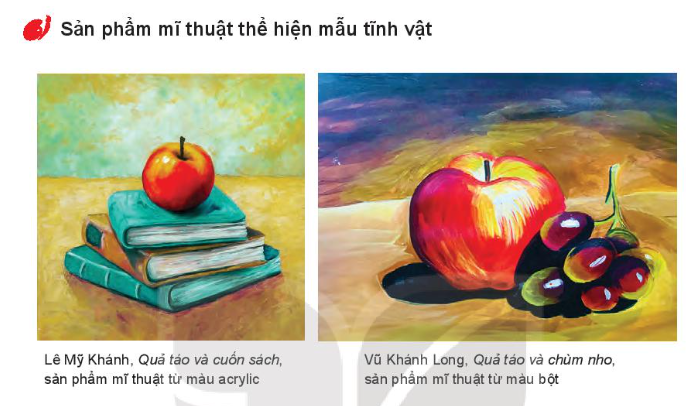 Sản phẩm mĩ thuật thể hiện mẫu tĩnh vật
Lê Mỹ Khánh, Quả táo và cuốn sách,
sản phẩm mĩ thuật từ màu acrylic
Vũ Khánh Long, Quả táo và chùm nho,
sản phẩm mĩ thuật từ màu bột